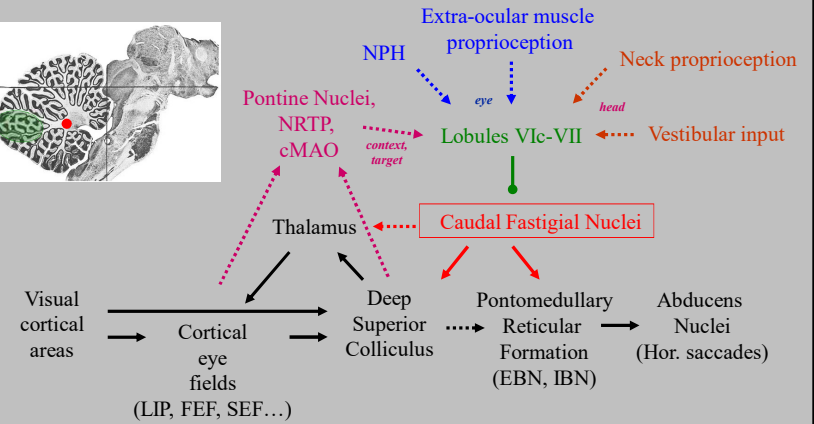 Extra-ocular muscle
proprioception
NPH
Neck proprioception
eye
head
Pontine Nuclei,
NRTP,
cMAO
context,
target
Lobules VIc-VII
Vestibular input
Thalamus
Caudal Fastigial Nuclei
Visual
cortical
areas
Cortical
eye
fields
(LIP, FEF, SEF…)
Deep
Superior
Colliculus
Pontomedullary
Reticular
Formation
(EBN, IBN)
Abducens
Nuclei
(Hor. saccades)